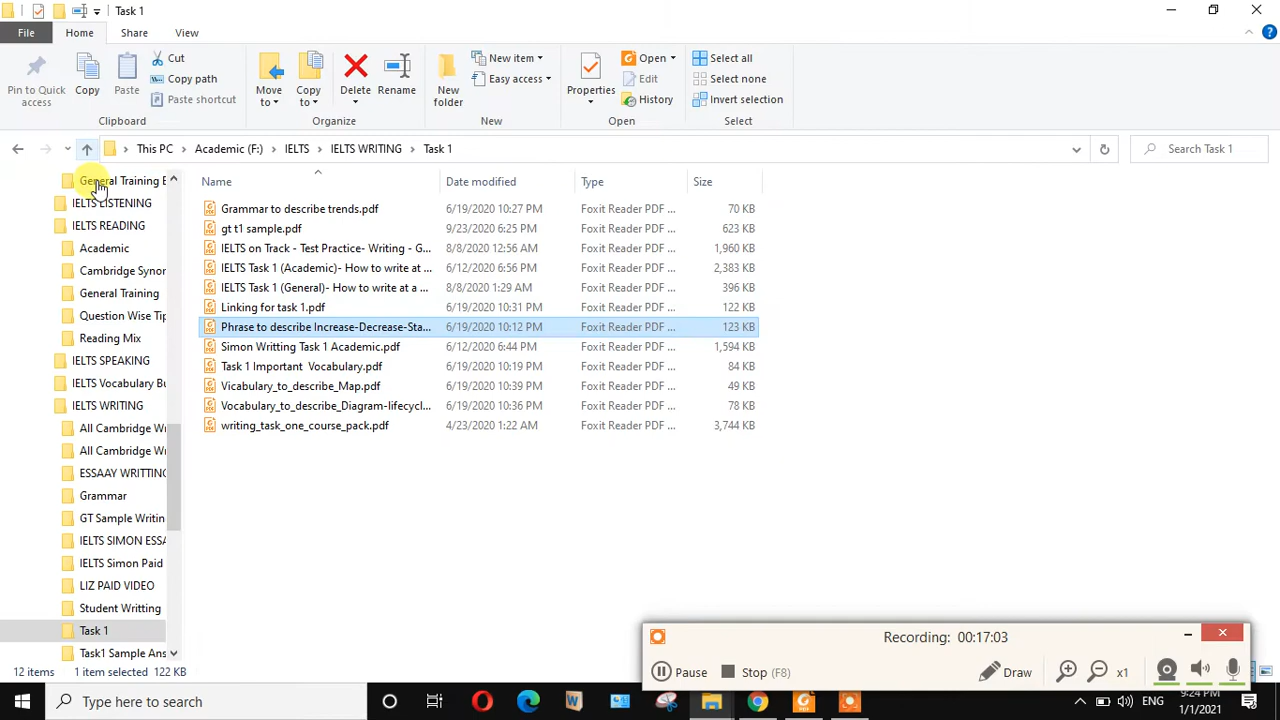 Task 1
File Home Share View
Pin to Quick access
Copy
Paste
Cut
Copy path
Paste shortcut
Clipboard
Move to
Copy to
Delete
Rename
Organize
New folder
New item
Easy access
New
Properties
Open
Edit
History
Open
Select all
Select none
Invert selection
Select
This PC Academic (F:) IELTS IELTS WRITING Task 1
Search Task 1
General Training E
IELTS LISTENING
IELTS READING
Academic
Cambridge Synor
General Training
Question Wise Tip
Reading Mix
IELTS SPEAKING
IELTS Vocabulary Bu
IELTS WRITING
All Cambridge Wr
All Cambridge Wr
ESSAAY WRITTING
Grammar
GT Sample Writin
IELTS SIMON ESSA
IELTS Simon Paid
LIZ PAID VIDEO
Student Writting
Task 1
Task1 Sample Ans
Name Date modified Type Size
Grammar to describe trends.pdf 6/19/2020 10:27 PM Foxit Reader PDF ... 70 KB
gt t1 sample.pdf 9/23/2020 6:25 PM Foxit Reader PDF ... 623 KB
IELTS on Track - Test Practice- Writing - G... 8/8/2020 12:56 AM Foxit Reader PDF ... 1,960 KB
IELTS Task 1 (Academic)- How to write at ... 6/12/2020 6:56 PM Foxit Reader PDF ... 2,383 KB
IELTS Task 1 (General)- How to write at a ... 8/8/2020 1:29 AM Foxit Reader PDF ... 396 KB
Linking for task 1.pdf 6/19/2020 10:31 PM Foxit Reader PDF ... 122 KB
Phrase to describe Increase-Decrease-Sta... 6/19/2020 10:12 PM Foxit Reader PDF ... 123 KB
Simon Writting Task 1 Academic.pdf 6/12/2020 6:44 PM Foxit Reader PDF ... 1,594 KB
Task 1 Important Vocabulary.pdf 6/19/2020 10:19 PM Foxit Reader PDF ... 84 KB
Vicabulary_to_describe_Map.pdf 6/19/2020 10:39 PM Foxit Reader PDF ... 49 KB
Vocabulary_to_describe_Diagram-lifecycl... 6/19/2020 10:36 PM Foxit Reader PDF ... 78 KB
writing_task_one_course_pack.pdf 4/23/2020 1:22 AM Foxit Reader PDF ... 3,744 KB
Recording: 00:17:03
Pause Stop (F8) Draw x1
12 items 1 item selected 122 KB
Type here to search
ENG
9:24 PM
1/1/2021